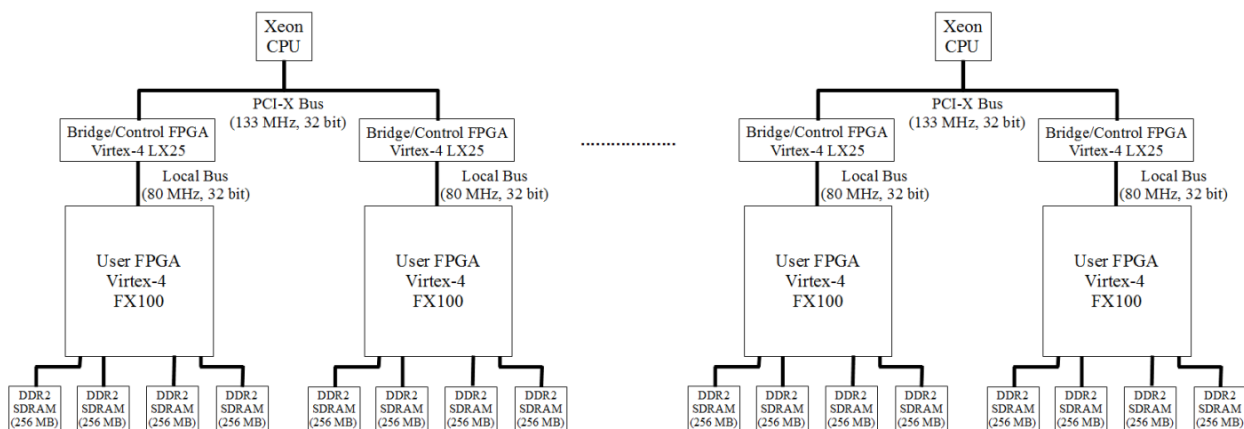 Xeon
CPU
Xeon
CPU
PCI-X Bus
(133 MHz, 32 bit)
PCI-X Bus
(133 MHz, 32 bit)
Bridge/Control FPGA
Virtex-4 LX25
Bridge/Control FPGA
Virtex-4 LX25
Bridge/Control FPGA
Virtex-4 LX25
Bridge/Control FPGA
Virtex-4 LX25
Local Bus
(80 MHz, 32 bit)
Local Bus
(80 MHz, 32 bit)
Local Bus
(80 MHz, 32 bit)
Local Bus
(80 MHz, 32 bit)
User FPGA
Virtex-4
FX100
User FPGA
Virtex-4
FX100
User FPGA
Virtex-4
FX100
User FPGA
Virtex-4
FX100
DDR2
SDRAM
(256 MB)
DDR2
SDRAM
(256 MB)
DDR2
SDRAM
(256 MB)
DDR2
SDRAM
(256 MB)
DDR2
SDRAM
(256 MB)
DDR2
SDRAM
(256 MB)
DDR2
SDRAM
(256 MB)
DDR2
SDRAM
(256 MB)
DDR2
SDRAM
(256 MB)
DDR2
SDRAM
(256 MB)
DDR2
SDRAM
(256 MB)
DDR2
SDRAM
(256 MB)
DDR2
SDRAM
(256 MB)
DDR2
SDRAM
(256 MB)
DDR2
SDRAM
(256 MB)
DDR2
SDRAM
(256 MB)